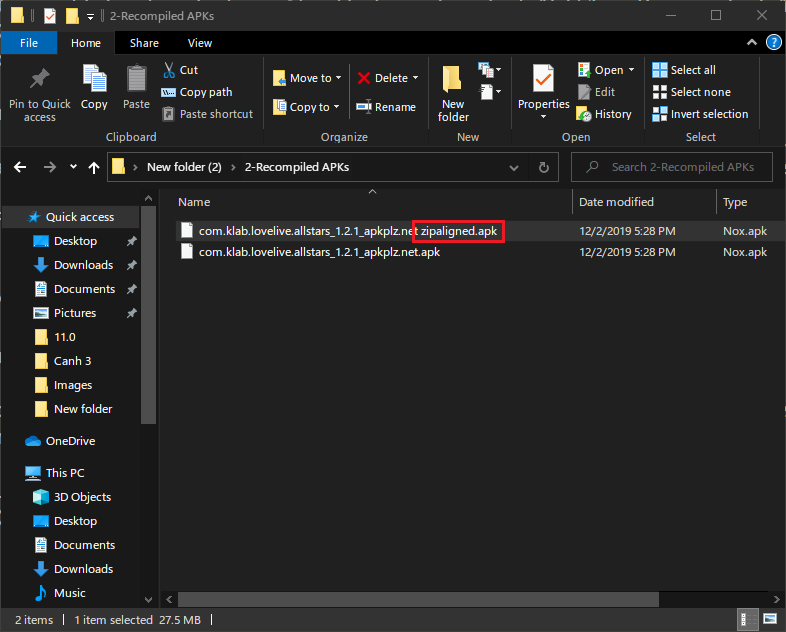 2-Recompiled APKs
File Home Share View
Pin to Quick access
Copy
Paste
Cut
Copy path
Paste shortcut
Clipboard
Move to
Copy to
Delete
Rename
Organize
New folder
New
Properties
Open
Edit
History
Open
Select all
Select none
Invert selection
Select
New folder (2) 2-Recompiled APKs
Search 2-Recompiled APKs
Quick access
Desktop
Downloads
Documents
Pictures
11.0
Canh 3
Images
New folder
OneDrive
This PC
3D Objects
Desktop
Documents
Downloads
Music
Name Date modified Type
com.klab.lovelive.allstars_1.2.1_apkplz.net zipaligned.apk 12/2/2019 5:28 PM Nox.apk
com.klab.lovelive.allstars_1.2.1_apkplz.net.apk 12/2/2019 5:28 PM Nox.apk
2 items 1 item selected 27.5 MB